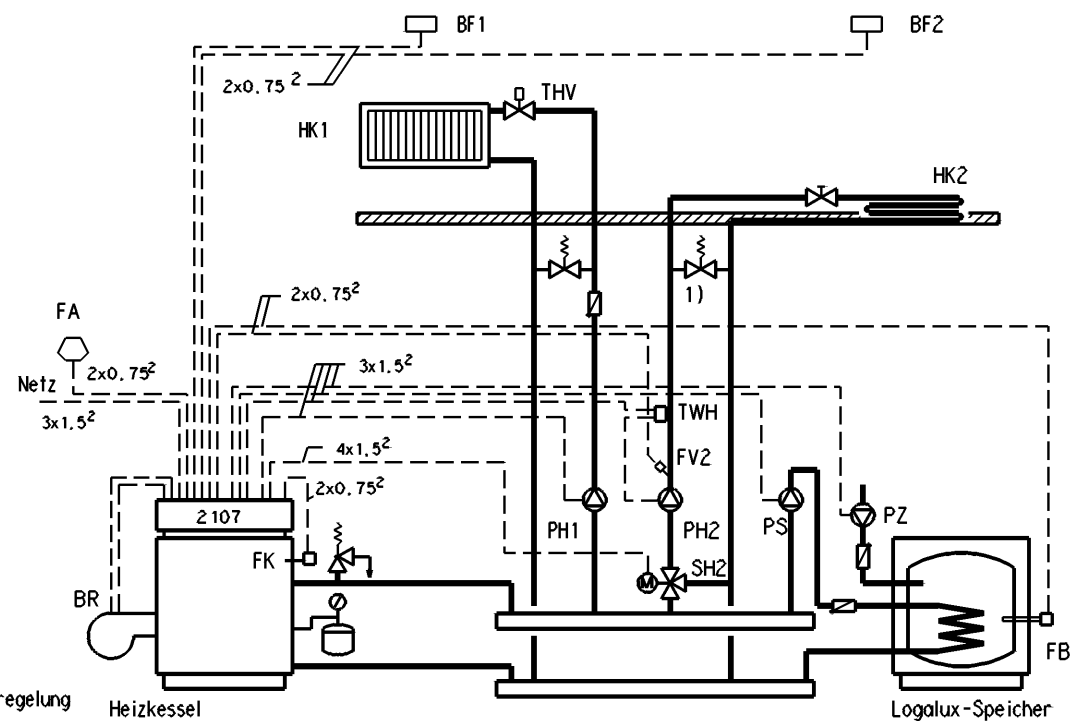 BF1
BF2
2x0.75²
THV
HK1
HK2
1)
2x0.75²
FA
2x0.75²
3x1.5²
Netz
3x1.5²
TWH
4x1.5²
FV2
2x0.75²
2107
PH1
PH2
PS
PZ
FK
SH2
M
BR
FB
regelung
Heizkessel
Logalux-Speicher